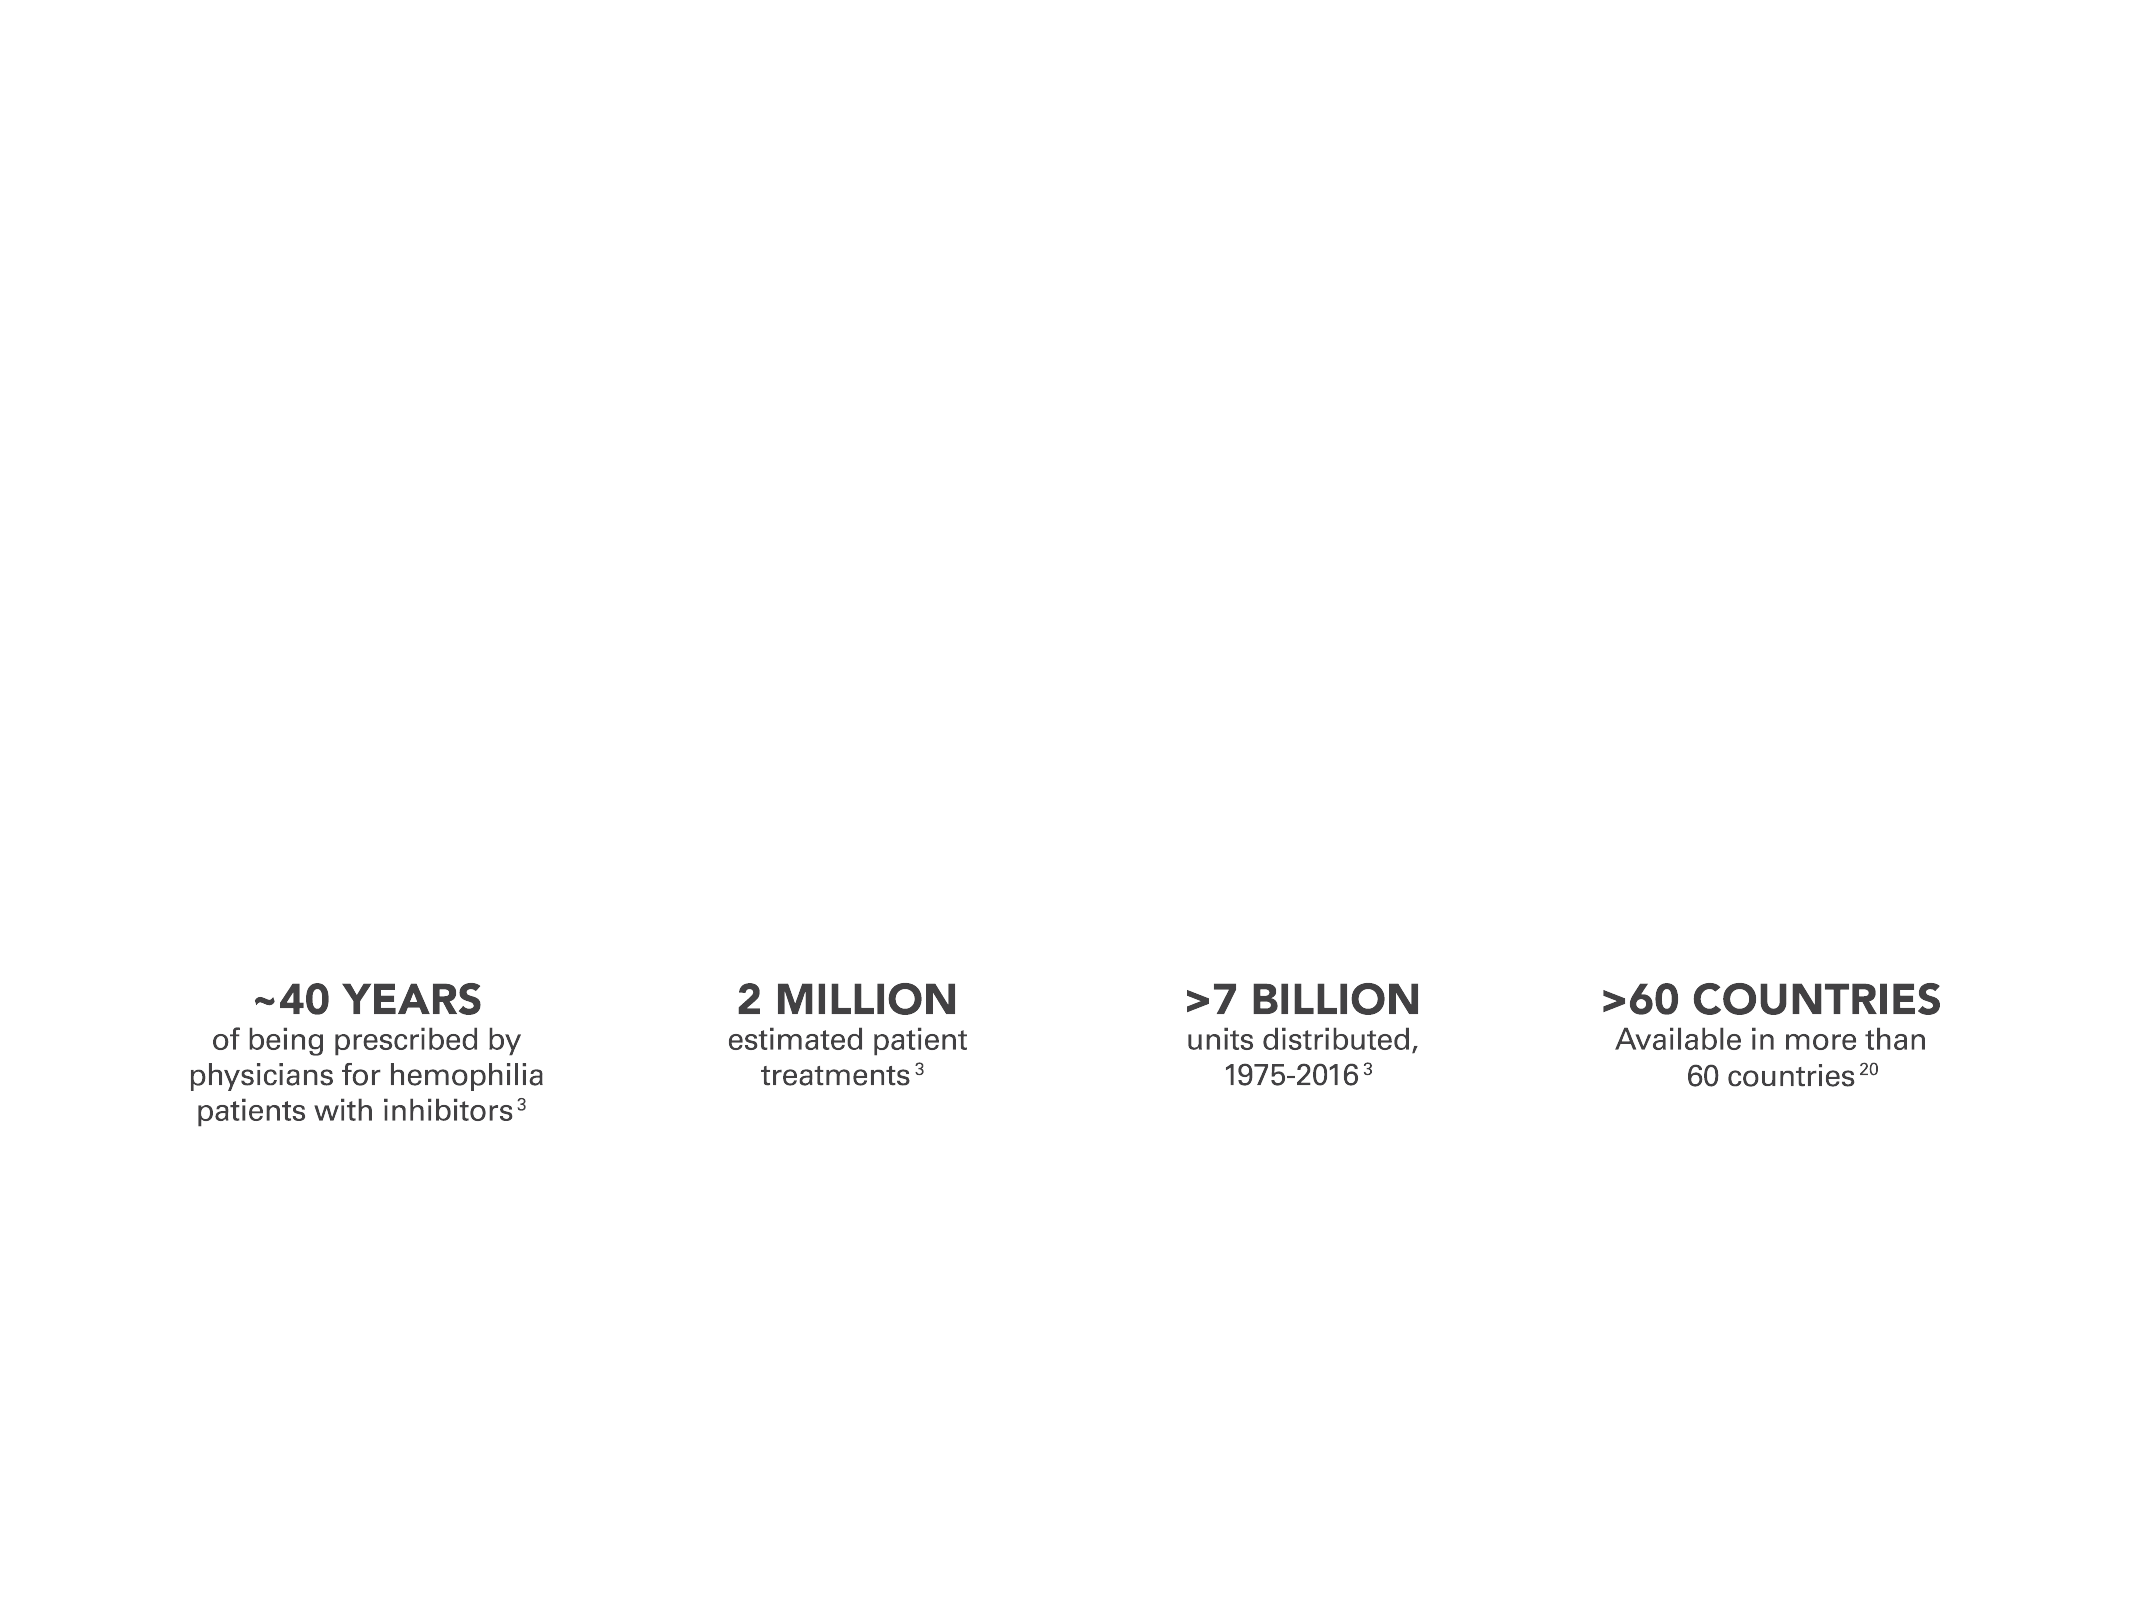 ~40 YEARS
of being prescribed by
physicians for hemophilia
patients with inhibitors 3
2 MILLION
estimated patient
treatments 3
>7 BILLION
units distributed,
1975-2016 3
>60 COUNTRIES
Available in more than
60 countries 20